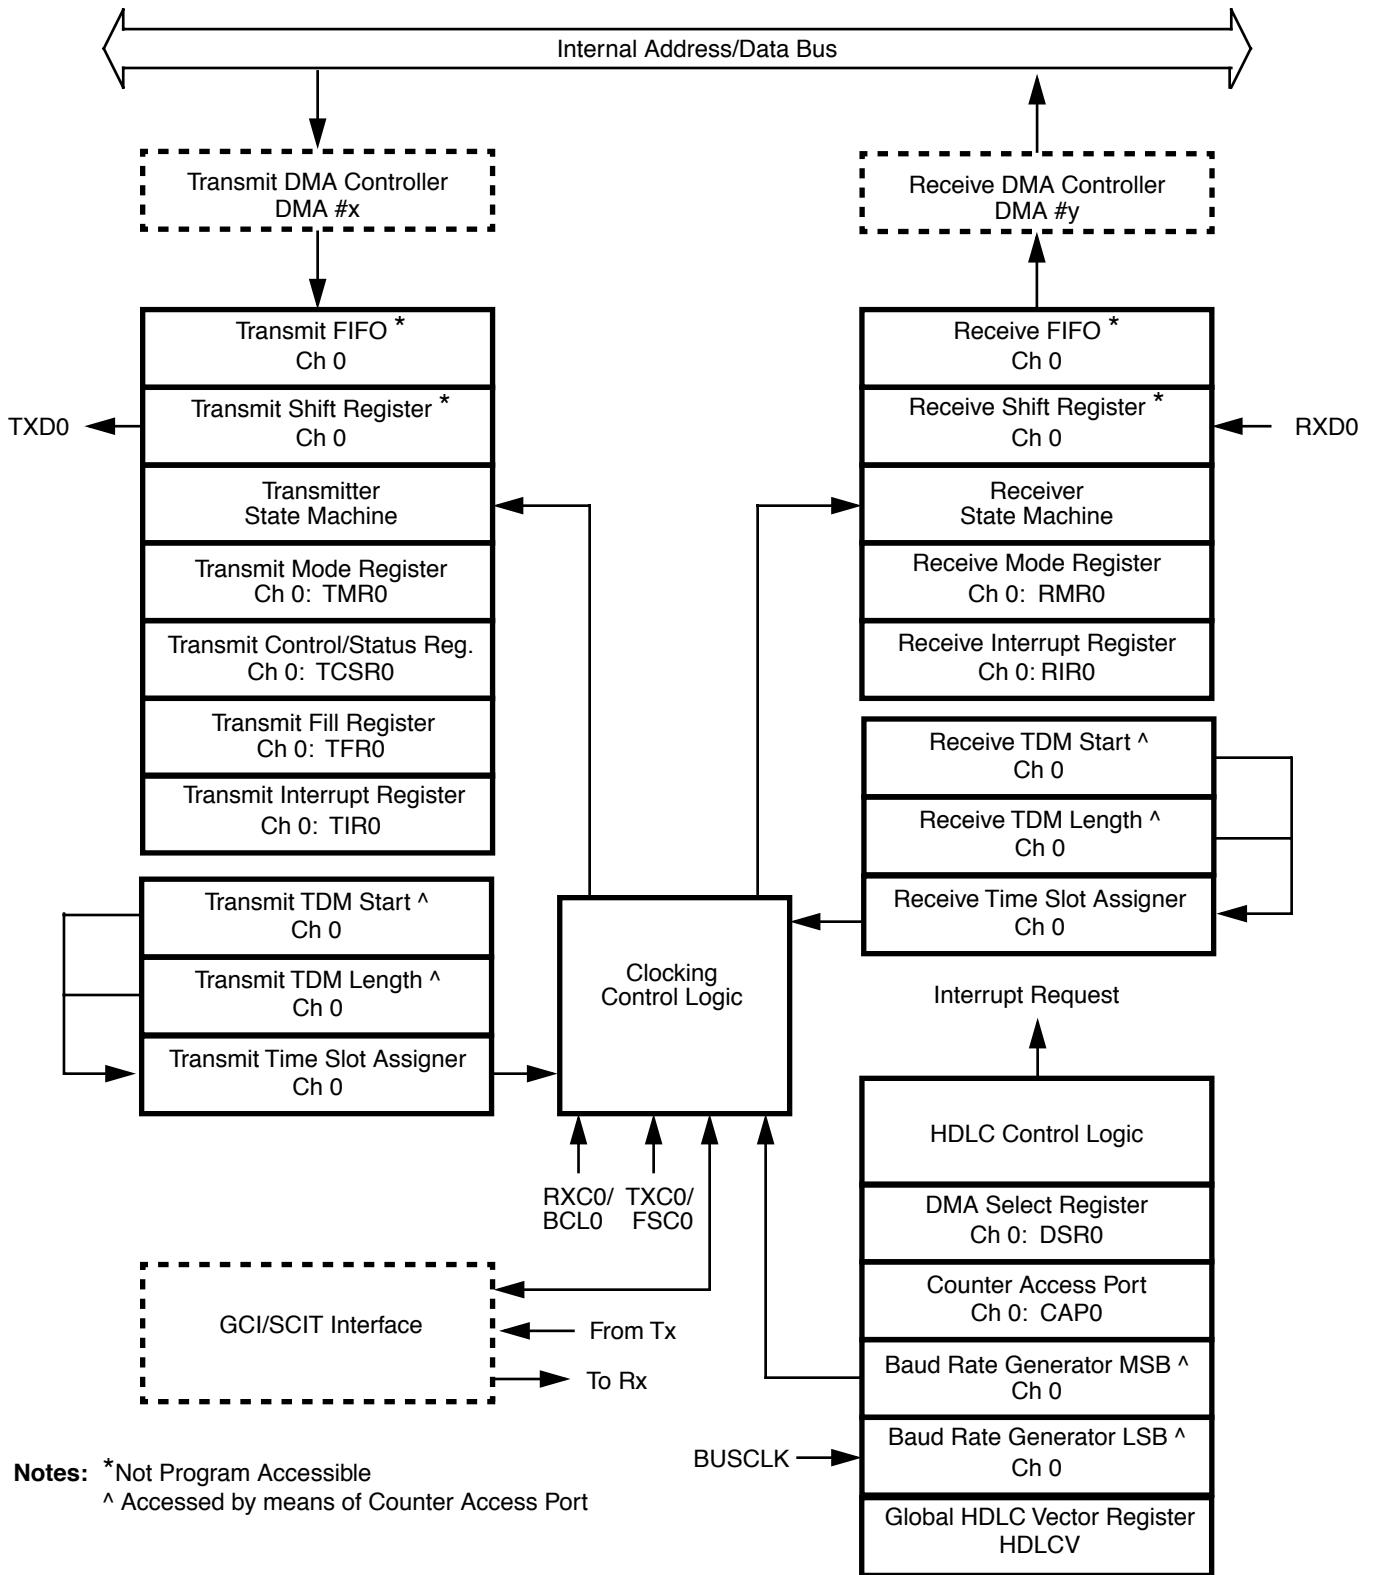 Internal Address/Data Bus
Transmit DMA Controller
DMA #x
Receive DMA Controller
DMA #y
Transmit FIFO *
Ch 0
Transmit Shift Register *
Ch 0
TXD0
Transmitter
State Machine
Transmit Mode Register
Ch 0: TMR0
Transmit Control/Status Reg.
Ch 0: TCSR0
Transmit Fill Register
Ch 0: TFR0
Transmit Interrupt Register
Ch 0: TIR0
Receive FIFO *
Ch 0
Receive Shift Register *
Ch 0
RXD0
Receiver
State Machine
Receive Mode Register
Ch 0: RMR0
Receive Interrupt Register
Ch 0: RIR0
Receive TDM Start ^
Ch 0
Receive TDM Length ^
Ch 0
Receive Time Slot Assigner
Ch 0
Transmit TDM Start ^
Ch 0
Transmit TDM Length ^
Ch 0
Transmit Time Slot Assigner
Ch 0
Clocking
Control Logic
Interrupt Request
RXC0/
BCL0
TXC0/
FSC0
HDLC Control Logic
DMA Select Register
Ch 0: DSR0
Counter Access Port
Ch 0: CAP0
Baud Rate Generator MSB ^
Ch 0
Baud Rate Generator LSB ^
Ch 0
Global HDLC Vector Register
HDLCV
GCI/SCIT Interface
From Tx
To Rx
BUSCLK
Notes: *Not Program Accessible
^ Accessed by means of Counter Access Port